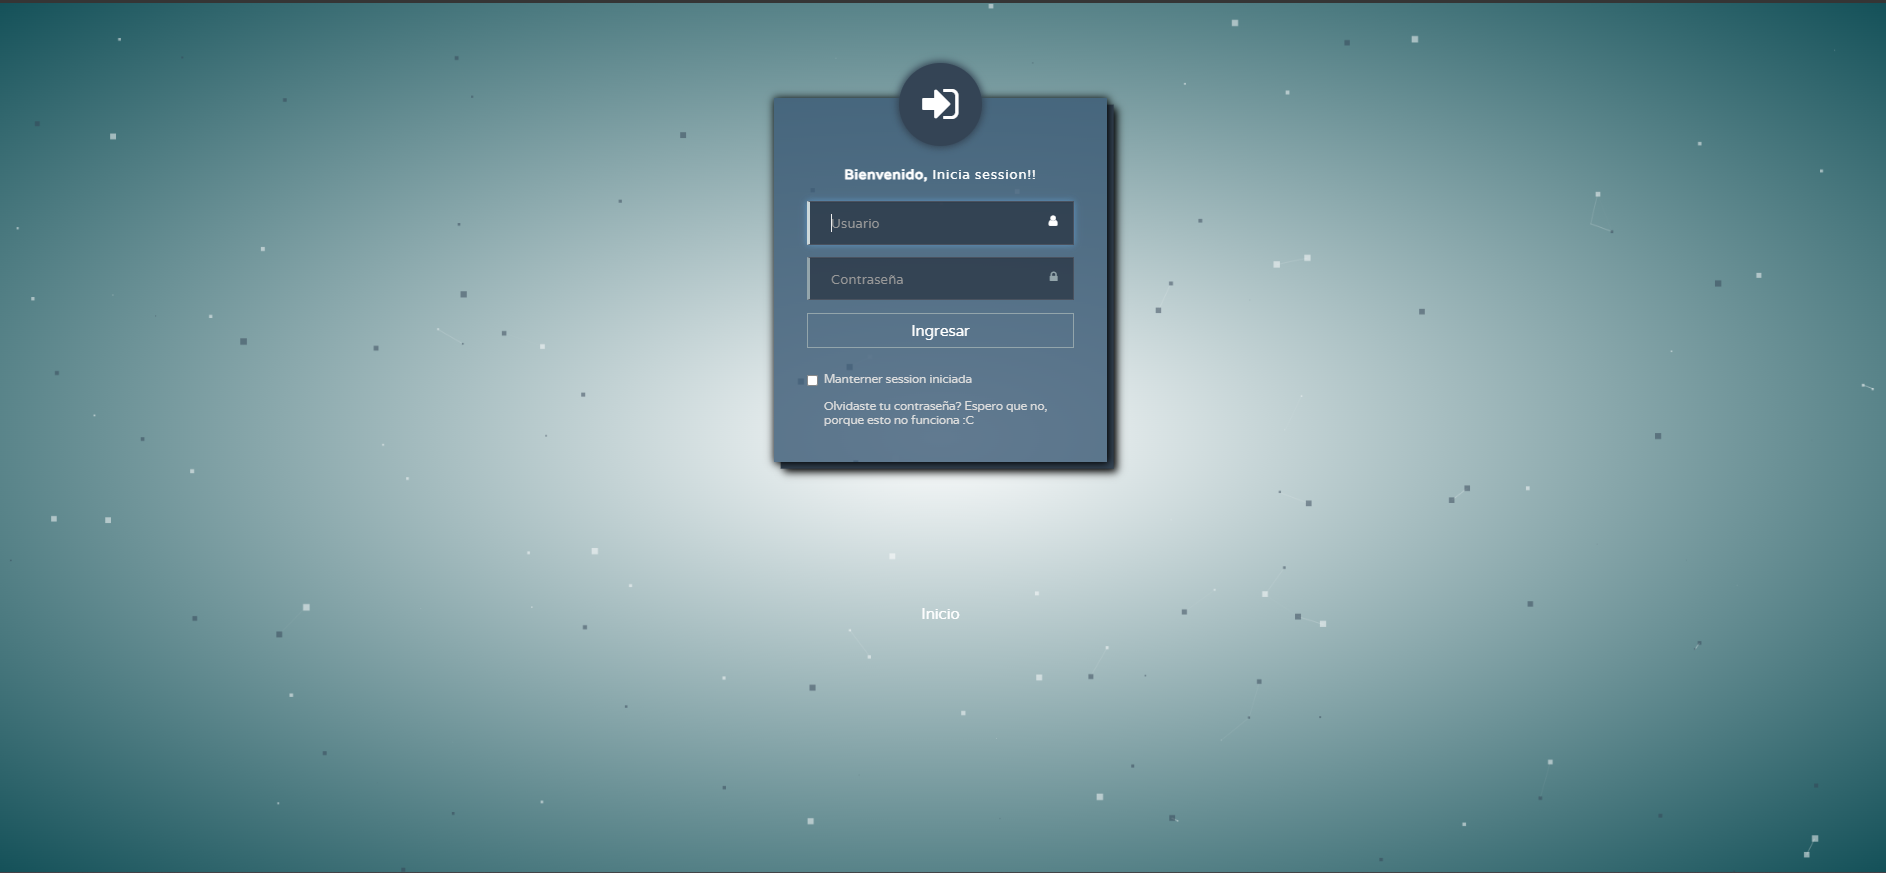 Bienvenido, Inicia session!!
Usuario
Contraseña
Ingresar
Manterner session iniciada
Olvidaste tu contraseña? Espero que no,
porque esto no funciona :C
Inicio